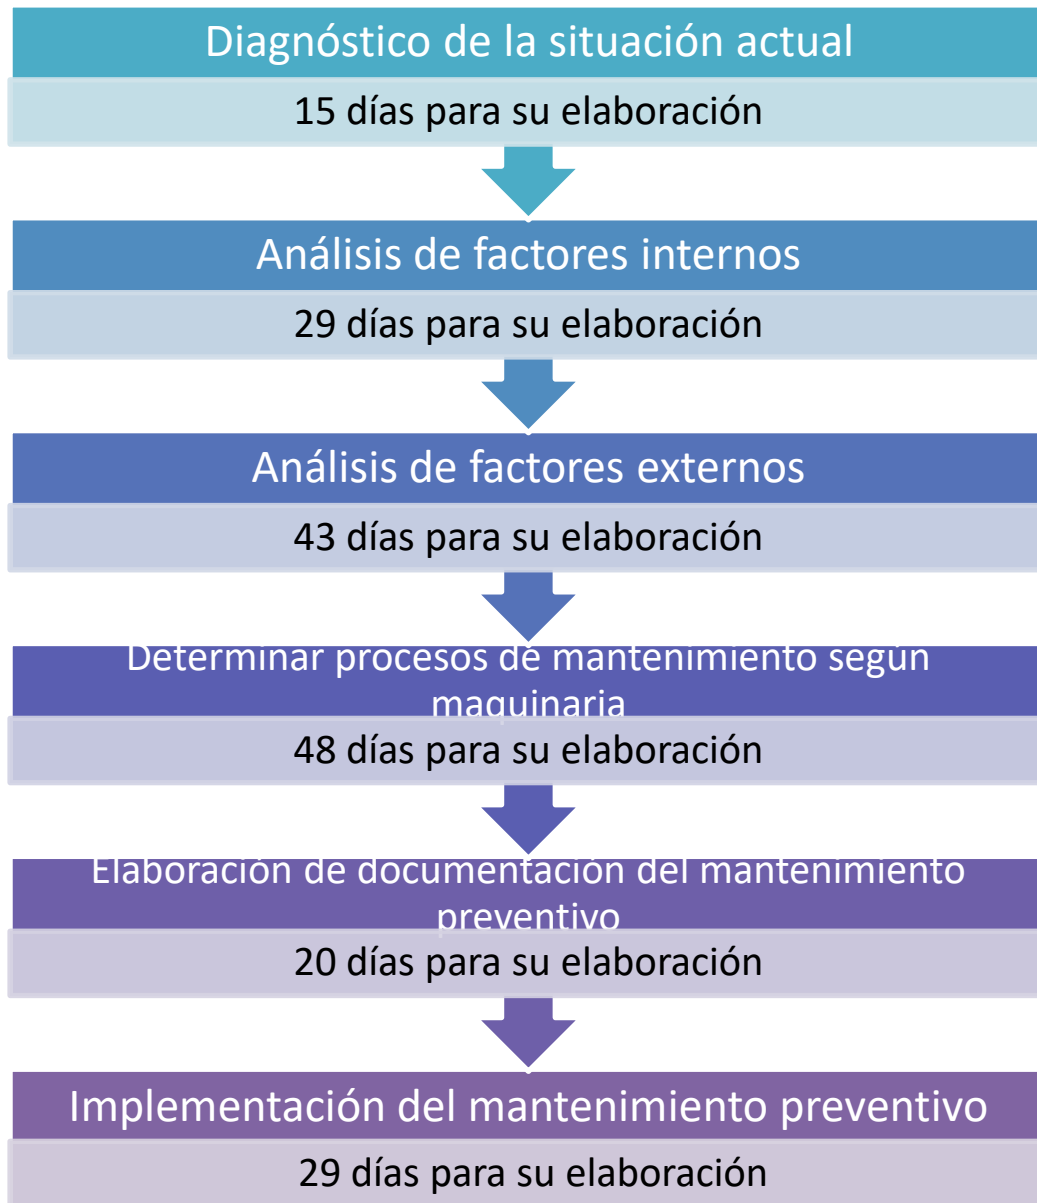 Diagnóstico de la situación actual
15 días para su elaboración
Análisis de factores internos
29 días para su elaboración
Análisis de factores externos
43 días para su elaboración
Determinar procesos de mantenimiento según
maquinaria
48 días para su elaboración
Elaboración de documentación del mantenimiento
preventivo
20 días para su elaboración
Implementación del mantenimiento preventivo
29 días para su elaboración